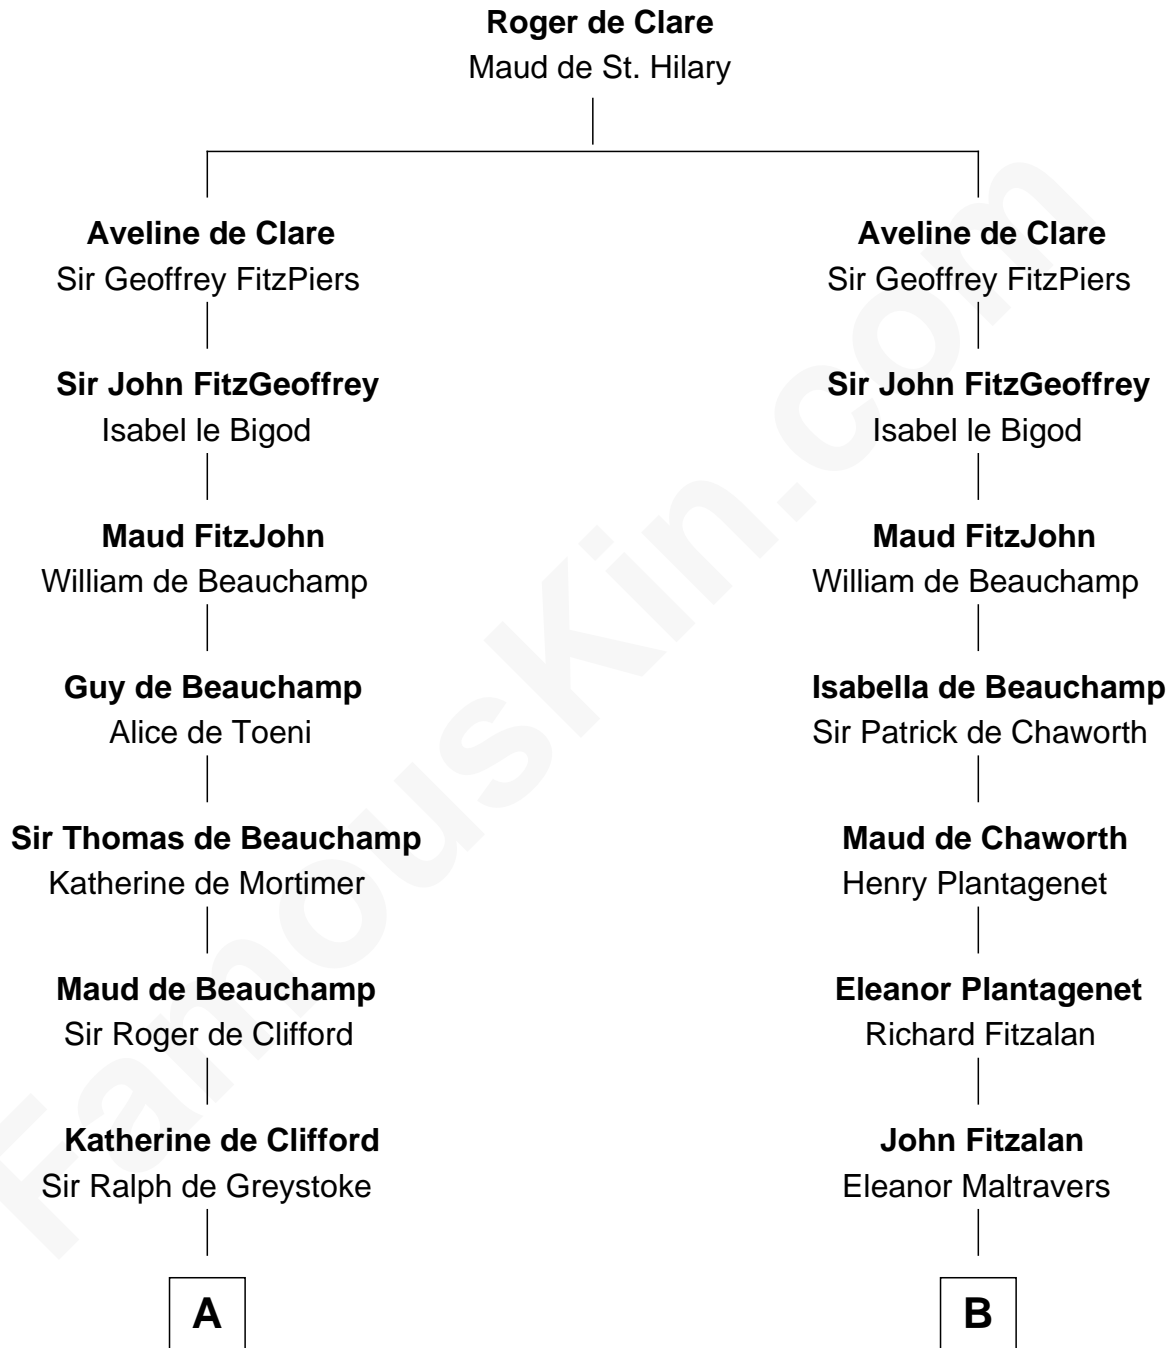 Roger de Clare
Maud de St. Hilary
Aveline de Clare
Sir Geoffrey FitzPiers
Sir John FitzGeoffrey
Isabel le Bigod
Maud FitzJohn
William de Beauchamp
Guy de Beauchamp
Alice de Toeni
Sir Thomas de Beauchamp
Katherine de Mortimer
Maud de Beauchamp
Sir Roger de Clifford
Katherine de Clifford
Sir Ralph de Greystoke
A
Aveline de Clare
Sir Geoffrey FitzPiers
Sir John FitzGeoffrey
Isabel le Bigod
Maud FitzJohn
William de Beauchamp
Isabella de Beauchamp
Sir Patrick de Chaworth
Maud de Chaworth
Henry Plantagenet
Eleanor Plantagenet
Richard Fitzalan
John Fitzalan
Eleanor Maltravers
B
FamousKin.com